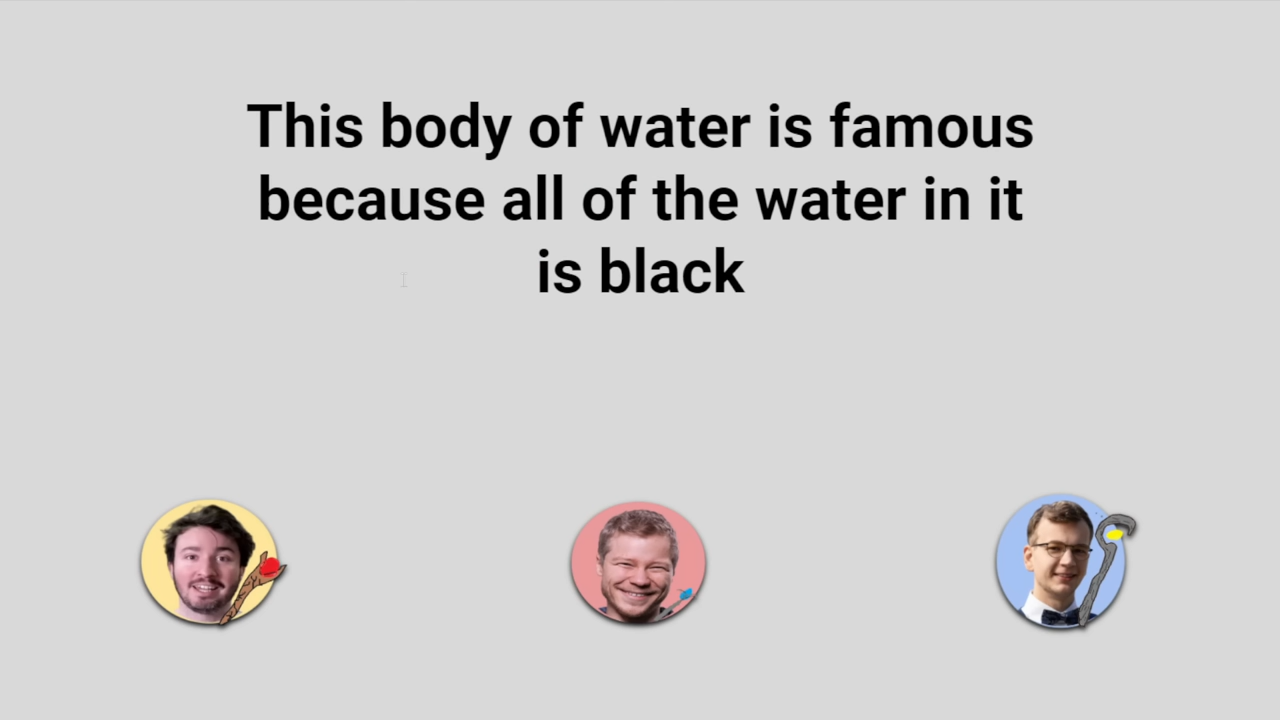 This body of water is famous
because all of the water in it
is black